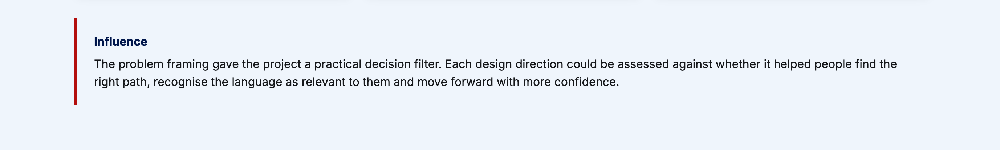 Influence
The problem framing gave the project a practical decision filter. Each design direction could be assessed against whether it helped people find the
right path, recognise the language as relevant to them and move forward with more confidence.